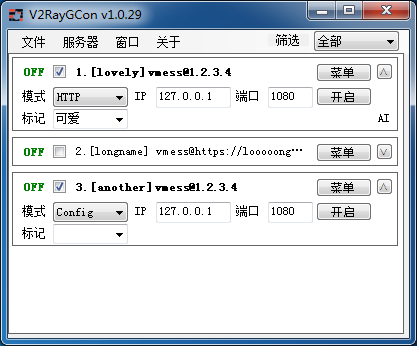 V2RayGCon v1.0.29
文件 服务器 窗口 关于 筛选 全部
OFF 1.[lovely]vmess@1.2.3.4 菜单
模式 HTTP IP 127.0.0.1 端口 1080 开启
标记 可爱 AI
OFF 2.[longname] vmess@https://looooong… 菜单
OFF 3.[another]vmess@1.2.3.4 菜单
模式 Config IP 127.0.0.1 端口 1080 开启
标记